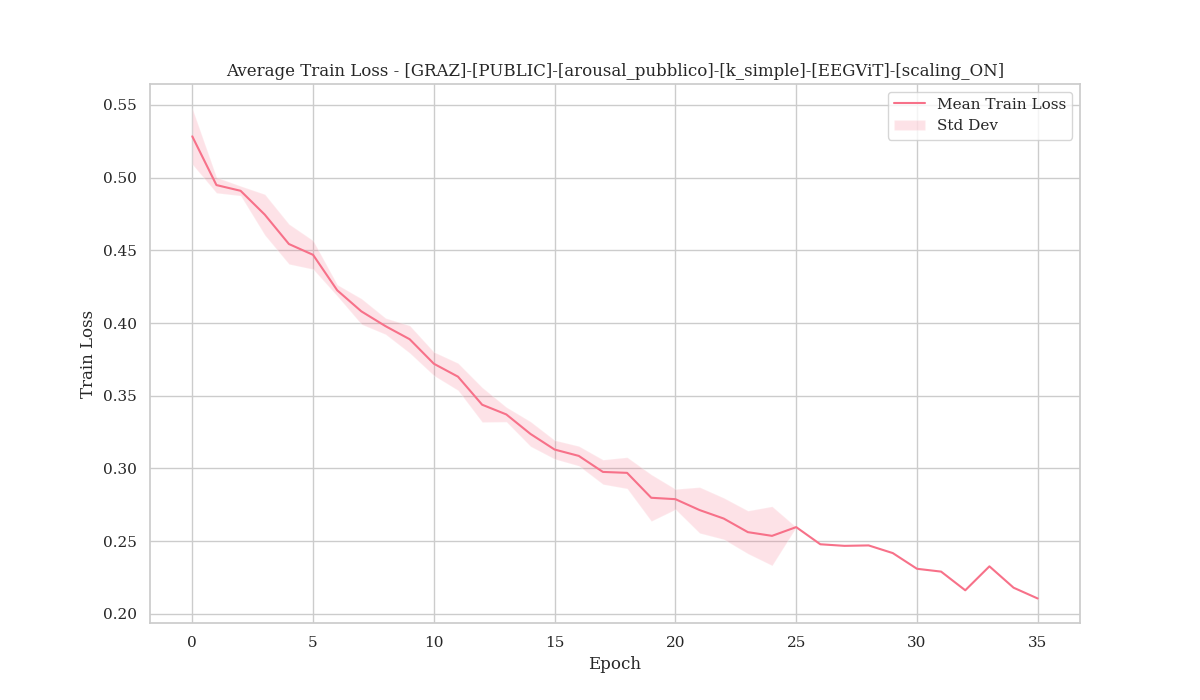 Average Train Loss - [GRAZ]-[PUBLIC]-[arousal_pubblico]-[k_simple]-[EEGViT]-[scaling_ON]
Mean Train Loss
Std Dev
0.55
0.50
0.45
0.40
0.35
0.30
0.25
0.20
Train Loss
0 5 10 15 20 25 30 35
Epoch